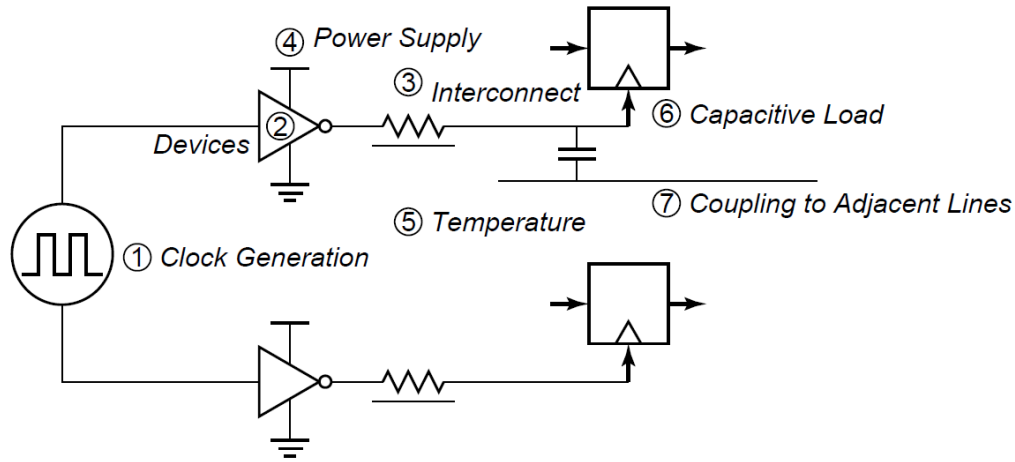 ④ Power Supply
③ Interconnect
②
Devices
⑥ Capacitive Load
⑦ Coupling to Adjacent Lines
⑤ Temperature
① Clock Generation